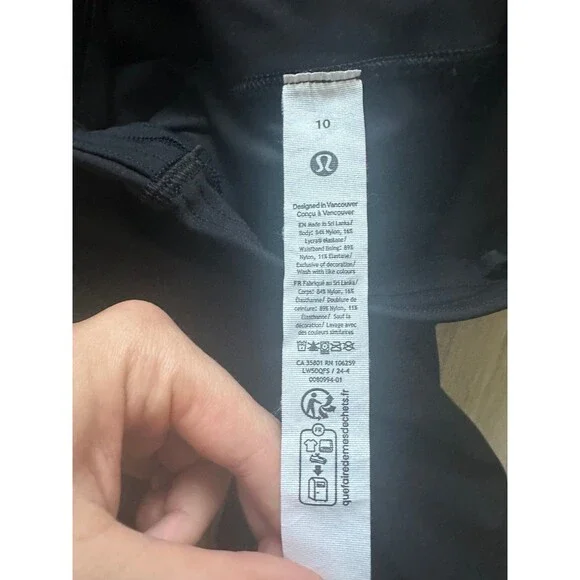 10
Designed in Vancouver
Conçu à Vancouver
EN Made in Sri Lanka/
Body: 84% Nylon, 16%
Lycra® Elastane/
Waistband lining: 89%
Nylon, 11% Elastane/
Exclusive of decoration/
Wash with like colours
FR Fabriqué au Sri Lanka/
Corps: 84% Nylon, 16%
Élasthanne/ Doublure de
ceinture: 89% Nylon, 11%
Élasthanne/ Sauf la
décoration/ Lavage avec
des couleurs similaires
CA 35801 RN 106259
LW5DQFS / 24-4
0080994-01
FR
quefairedemesdechets.fr